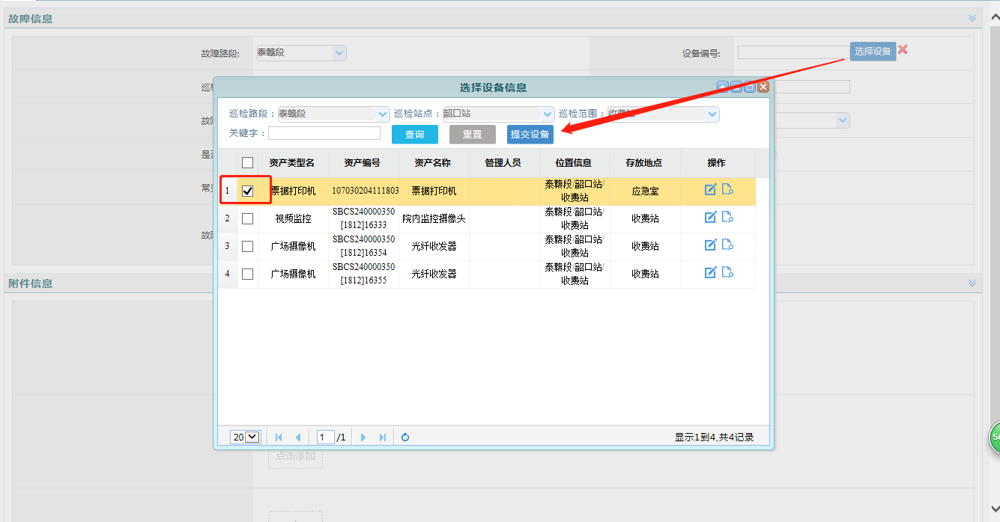 故障信息
故障路段: 泰赣段 设备编号: 选择设备
选择设备信息
巡检路段： 泰赣段 巡检站点： 韶口站 巡检范围： 收费站
关键字： 查询 重置 提交设备
资产类型名 资产编号 资产名称 管理人员 位置信息 存放地点 操作
1 票据打印机 107030204111803 票据打印机 泰赣段/韶口站/ 应急室
收费站
2 视频监控 SBCS240000350 院内监控摄像头 泰赣段/韶口站/ 收费站
[1812]16333 收费站
3 广场摄像机 SBCS240000350 光纤收发器 泰赣段/韶口站/ 收费站
[1812]16354 收费站
4 广场摄像机 SBCS240000350 光纤收发器 泰赣段/韶口站/ 收费站
[1812]16355 收费站
附件信息
20 1 /1 显示1到4,共4记录
点击添加